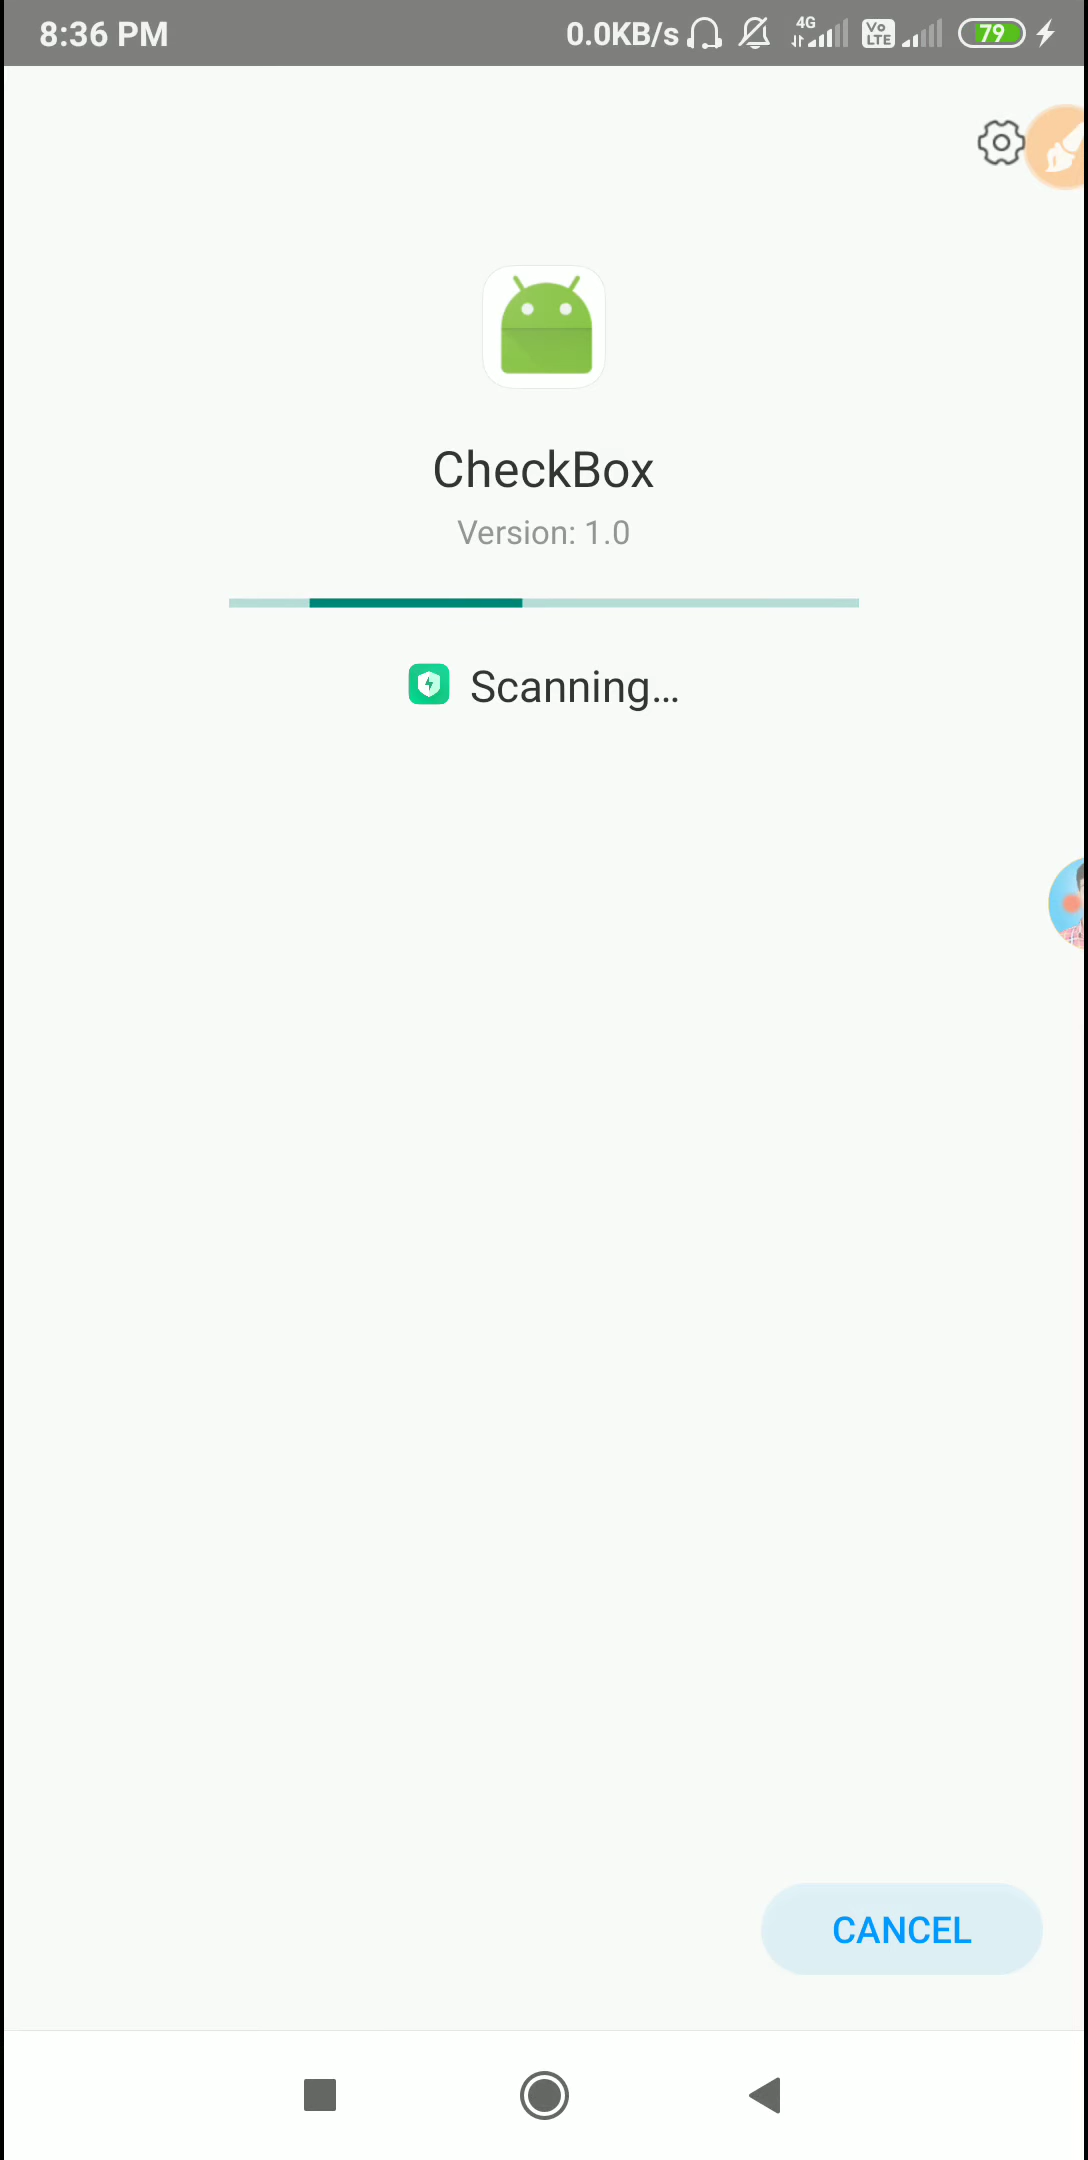 8:36 PM 0.0KB/s 4G Vo LTE 79
CheckBox
Version: 1.0
Scanning...
CANCEL